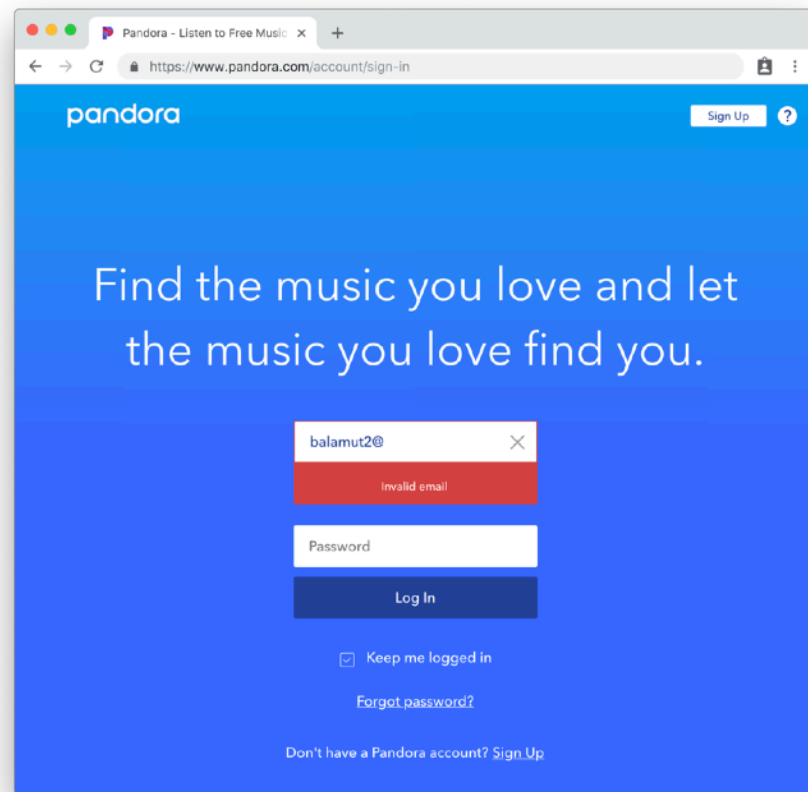 Pandora - Listen to Free Music
https://www.pandora.com/account/sign-in
pandora
Sign Up ?
Find the music you love and let
the music you love find you.
balamut2@
Invalid email
Password
Log In
Keep me logged in
Forgot password?
Don't have a Pandora account? Sign Up